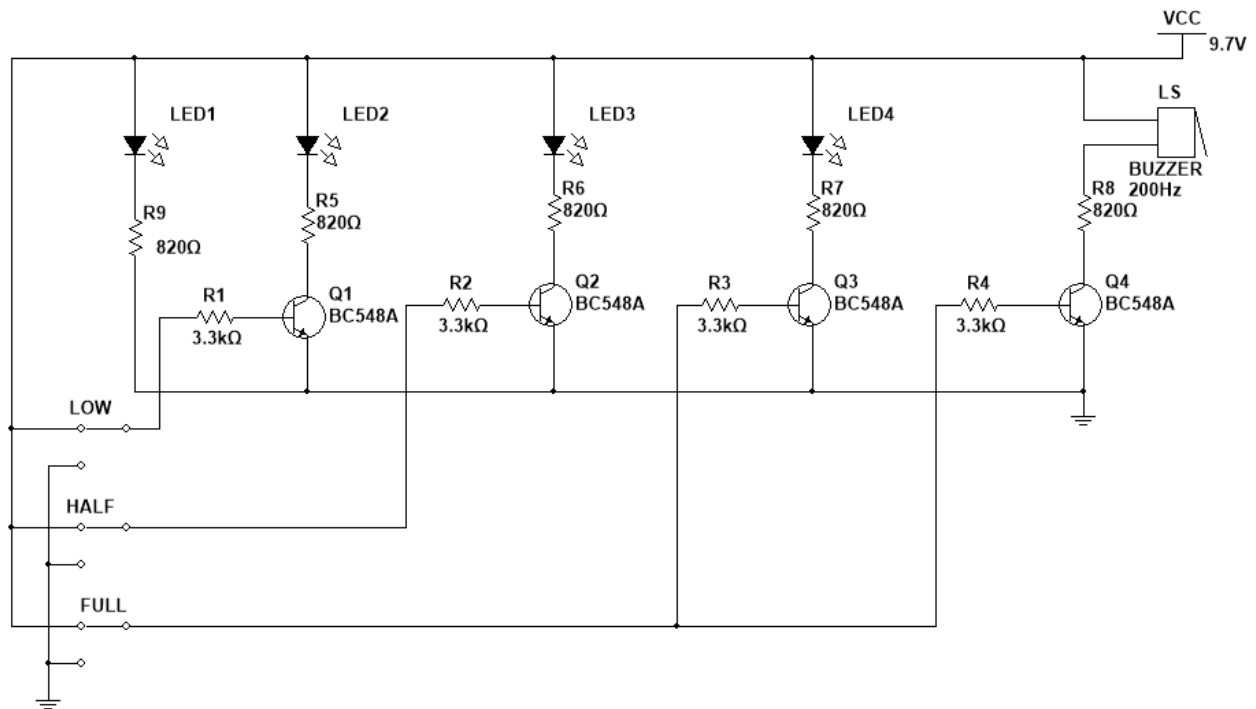 VCC
9.7V
LED1
LED2
LED3
LED4
LS
BUZZER
200Hz
R9
820Ω
R5
820Ω
R6
820Ω
R7
820Ω
R8
820Ω
R1
3.3kΩ
Q1
BC548A
R2
3.3kΩ
Q2
BC548A
R3
3.3kΩ
Q3
BC548A
R4
3.3kΩ
Q4
BC548A
LOW
HALF
FULL